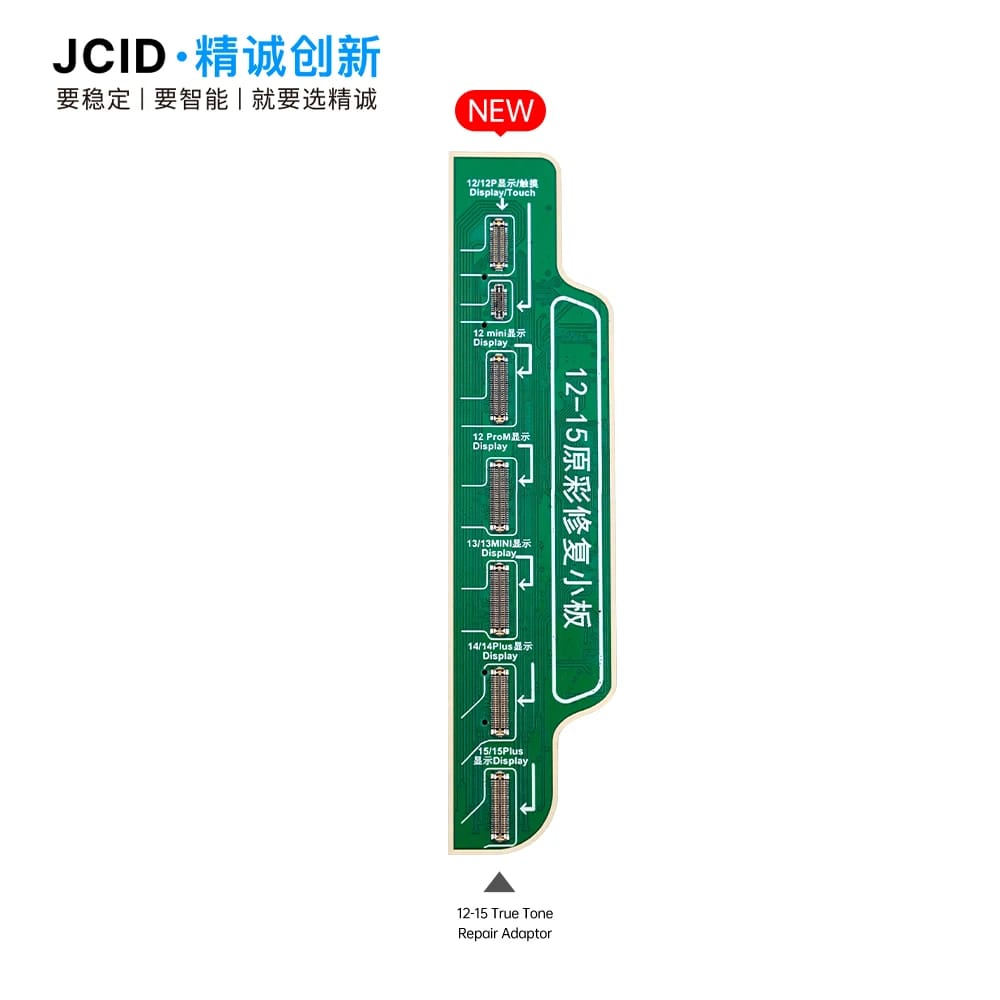 JCID·精诚创新
要稳定 | 要智能 | 就要选精诚
NEW
12/12P显示/触摸
Display/Touch
12 mini显示
Display
12 ProM显示
Display
13/13MINI显示
Display
14/14Plus显示
Display
15/15Plus
显示Display
12-15原彩修复小板
12-15 True Tone
Repair Adaptor